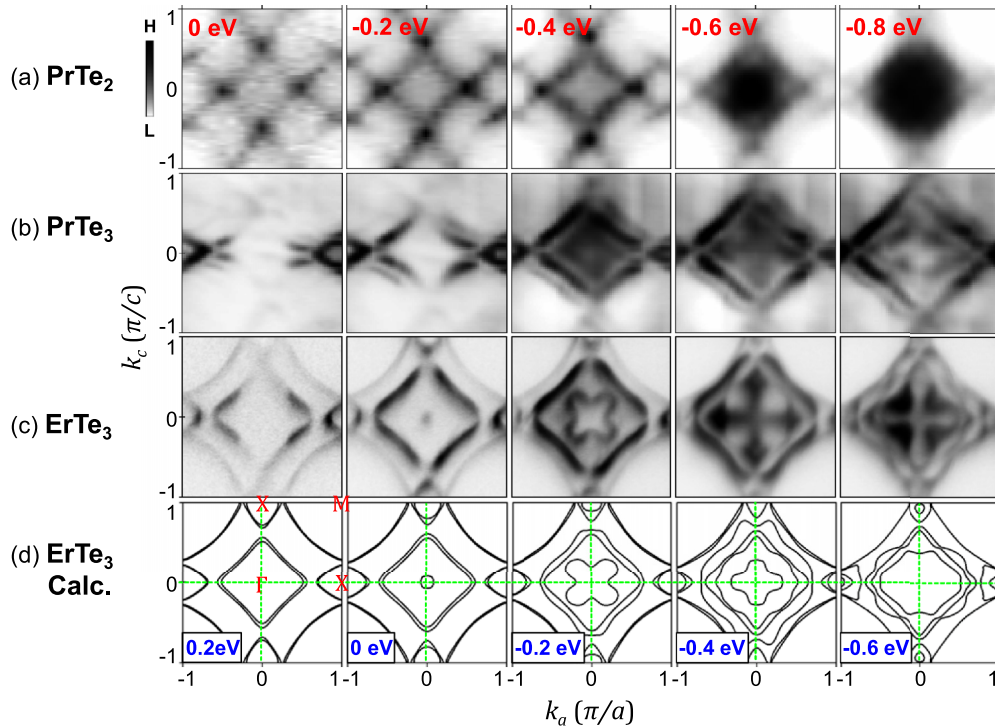 0 eV -0.2 eV -0.4 eV -0.6 eV -0.8 eV
H
L
(a) PrTe2
1
0
-1
(b) PrTe3
1
0
-1
(c) ErTe3
1
0
-1
(d) ErTe3
Calc.
1
0
-1
X M
Γ X
0.2eV 0 eV -0.2 eV -0.4 eV -0.6 eV
-1 0 1 -1 0 1 -1 0 1 -1 0 1 -1 0 1
kc (π/c)
ka (π/a)